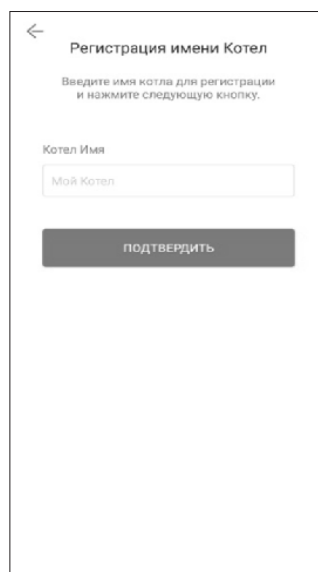 Регистрация имени Котел
Введите имя котла для регистрации
и нажмите следующую кнопку.
Котел Имя
Мой Котел
ПОДТВЕРДИТЬ